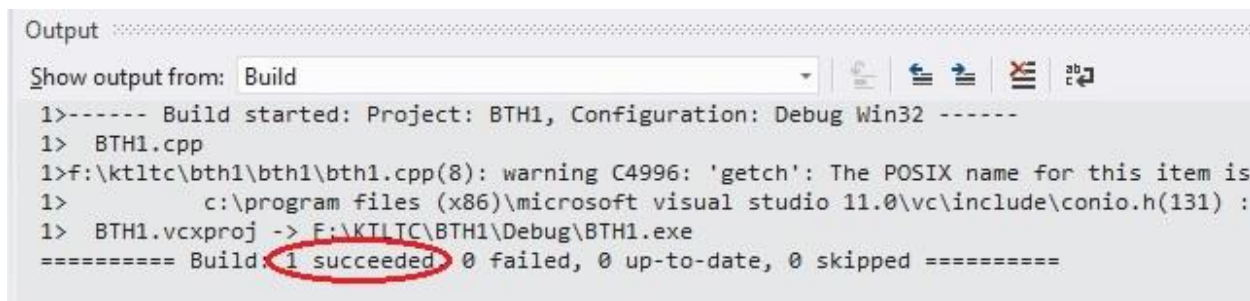 Output
Show output from: Build
1>------ Build started: Project: BTH1, Configuration: Debug Win32 ------
1>  BTH1.cpp
1>f:\ktltc\bth1\bth1\bth1.cpp(8): warning C4996: 'getch': The POSIX name for this item is
1>          c:\program files (x86)\microsoft visual studio 11.0\vc\include\conio.h(131) :
1>  BTH1.vcxproj -> F:\KTLTC\BTH1\Debug\BTH1.exe
========== Build: 1 succeeded, 0 failed, 0 up-to-date, 0 skipped ==========